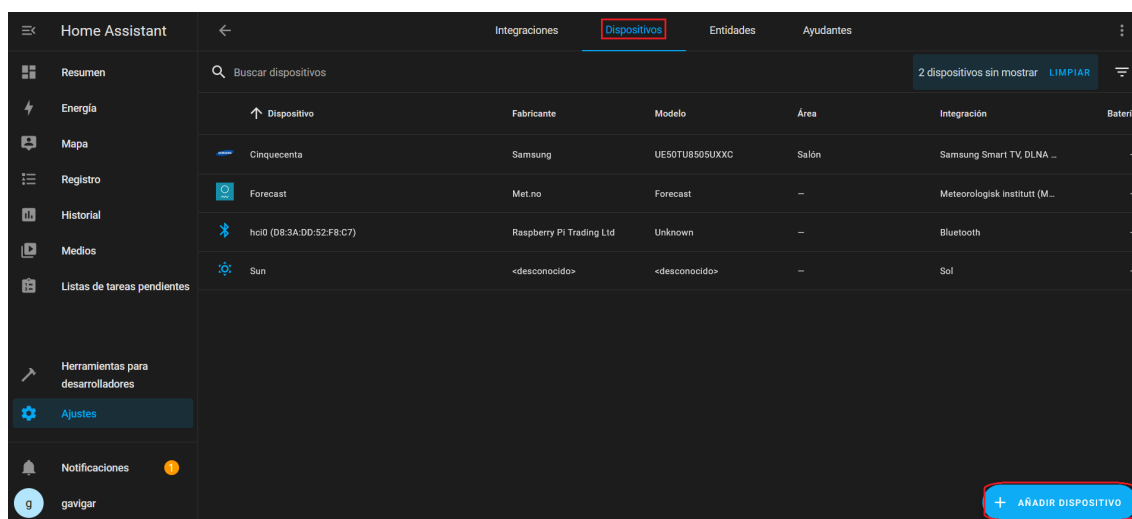 Home Assistant
Integraciones Dispositivos Entidades Ayudantes
Resumen
Energía
Mapa
Registro
Historial
Medios
Listas de tareas pendientes
Herramientas para
desarrolladores
Ajustes
Notificaciones 1
g gavigar
Buscar dispositivos
2 dispositivos sin mostrar LIMPIAR
Dispositivo Fabricante Modelo Área Integración Baterí
SAMSUNG Cinquecenta Samsung UE50TU8505UXXC Salón Samsung Smart TV, DLNA ...
Forecast Met.no Forecast — Meteorologisk institutt (M...
hci0 (D8:3A:DD:52:F8:C7) Raspberry Pi Trading Ltd Unknown — Bluetooth
Sun <desconocido> <desconocido> — Sol
+ AÑADIR DISPOSITIVO